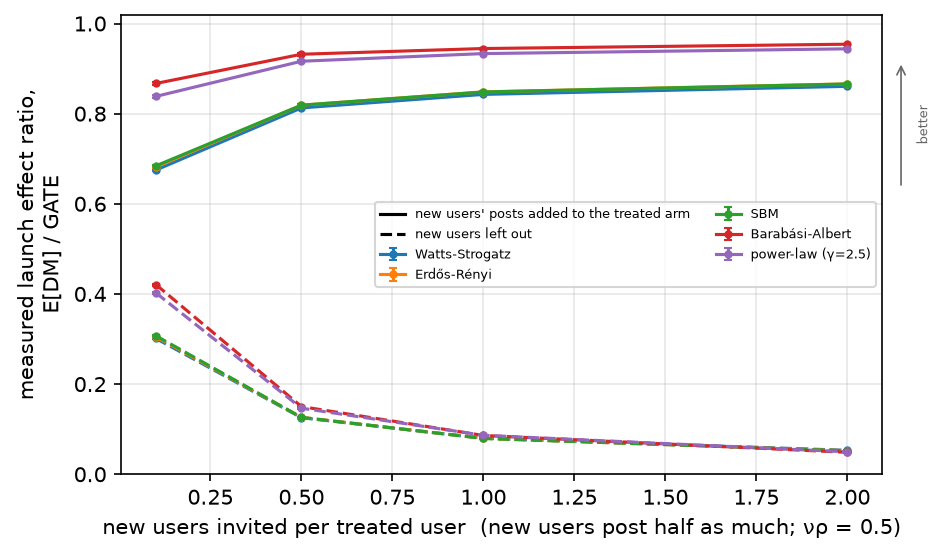 1.0
0.8
0.6
0.4
0.2
0.0
measured launch effect ratio,
E[DM] / GATE
better
new users' posts added to the treated arm
new users left out
Watts-Strogatz
Erdős-Rényi
SBM
Barabási-Albert
power-law (γ=2.5)
0.25 0.50 0.75 1.00 1.25 1.50 1.75 2.00
new users invited per treated user (new users post half as much; νρ = 0.5)